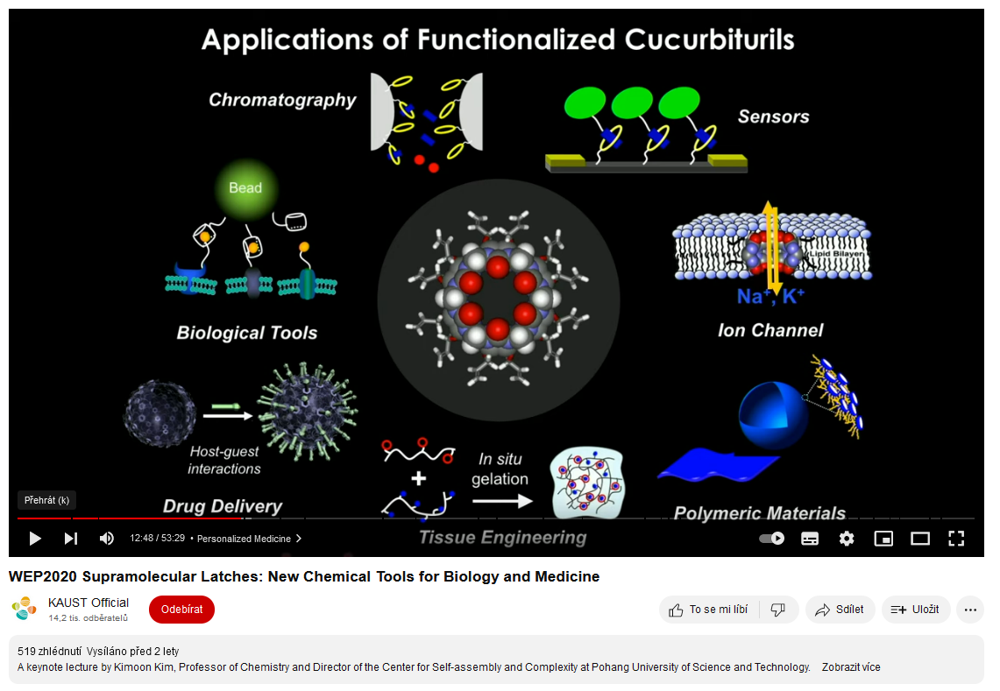 Applications of Functionalized Cucurbiturils
Chromatography
Sensors
Bead
Lipid Bilayer
Na⁺, K⁺
Biological Tools
Ion Channel
Host-guest
interactions
In situ
gelation
+
Drug Delivery
Polymeric Materials
Tissue Engineering
Přehrát (k)
12:48 / 53:29 • Personalized Medicine
WEP2020 Supramolecular Latches: New Chemical Tools for Biology and Medicine
KAUST Official
14,2 tis. odběratelů
Odebírat
To se mi líbí
Sdílet
Uložit
519 zhlédnutí Vysíláno před 2 lety
A keynote lecture by Kimoon Kim, Professor of Chemistry and Director of the Center for Self-assembly and Complexity at Pohang University of Science and Technology. Zobrazit více